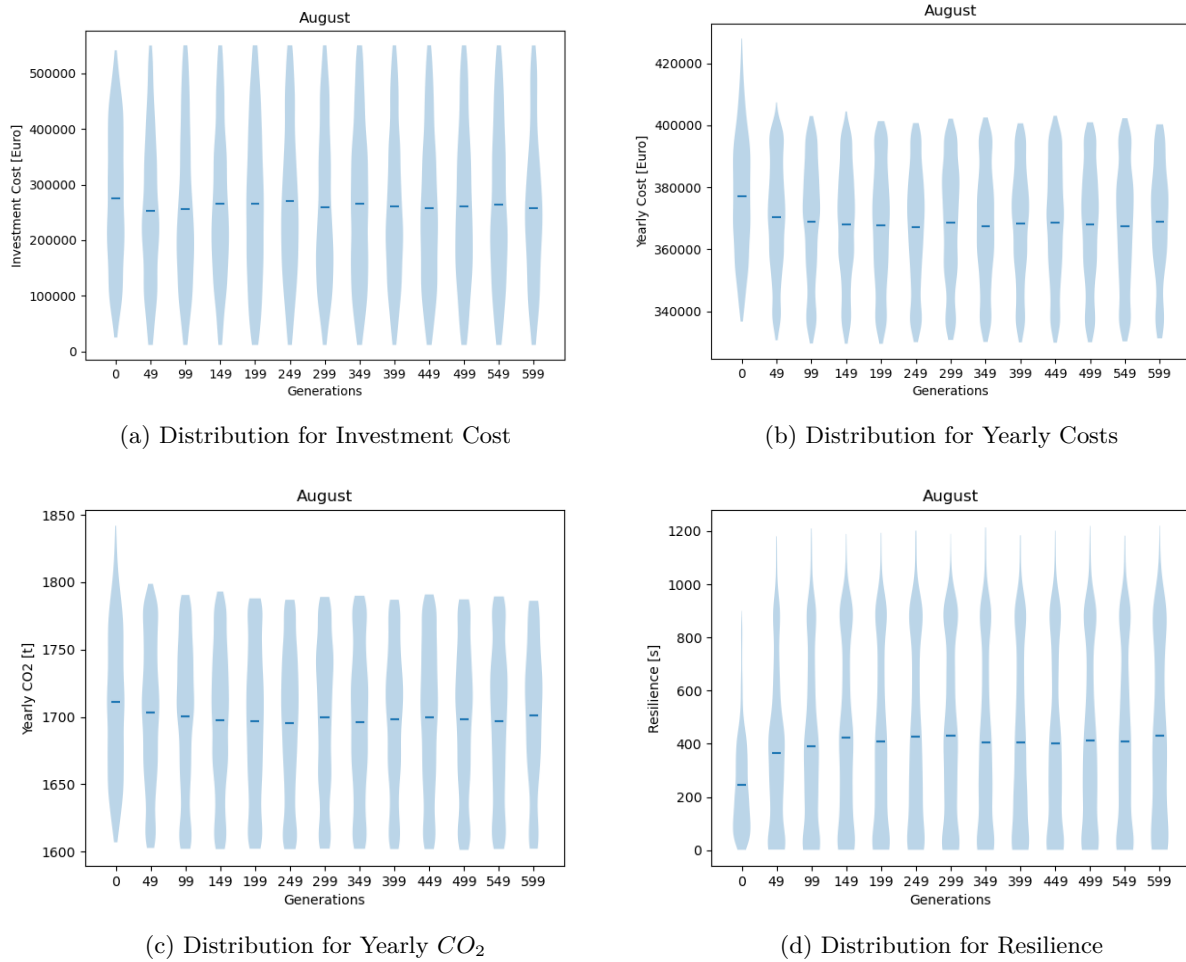 August
Investment Cost [Euro]
500000
400000
300000
200000
100000
0
0 49 99 149 199 249 299 349 399 449 499 549 599
Generations
(a) Distribution for Investment Cost
August
Yearly Cost [Euro]
420000
400000
380000
360000
340000
0 49 99 149 199 249 299 349 399 449 499 549 599
Generations
(b) Distribution for Yearly Costs
August
Yearly CO2 [t]
1850
1800
1750
1700
1650
1600
0 49 99 149 199 249 299 349 399 449 499 549 599
Generations
(c) Distribution for Yearly CO₂
August
Resilience [s]
1200
1000
800
600
400
200
0
0 49 99 149 199 249 299 349 399 449 499 549 599
Generations
(d) Distribution for Resilience